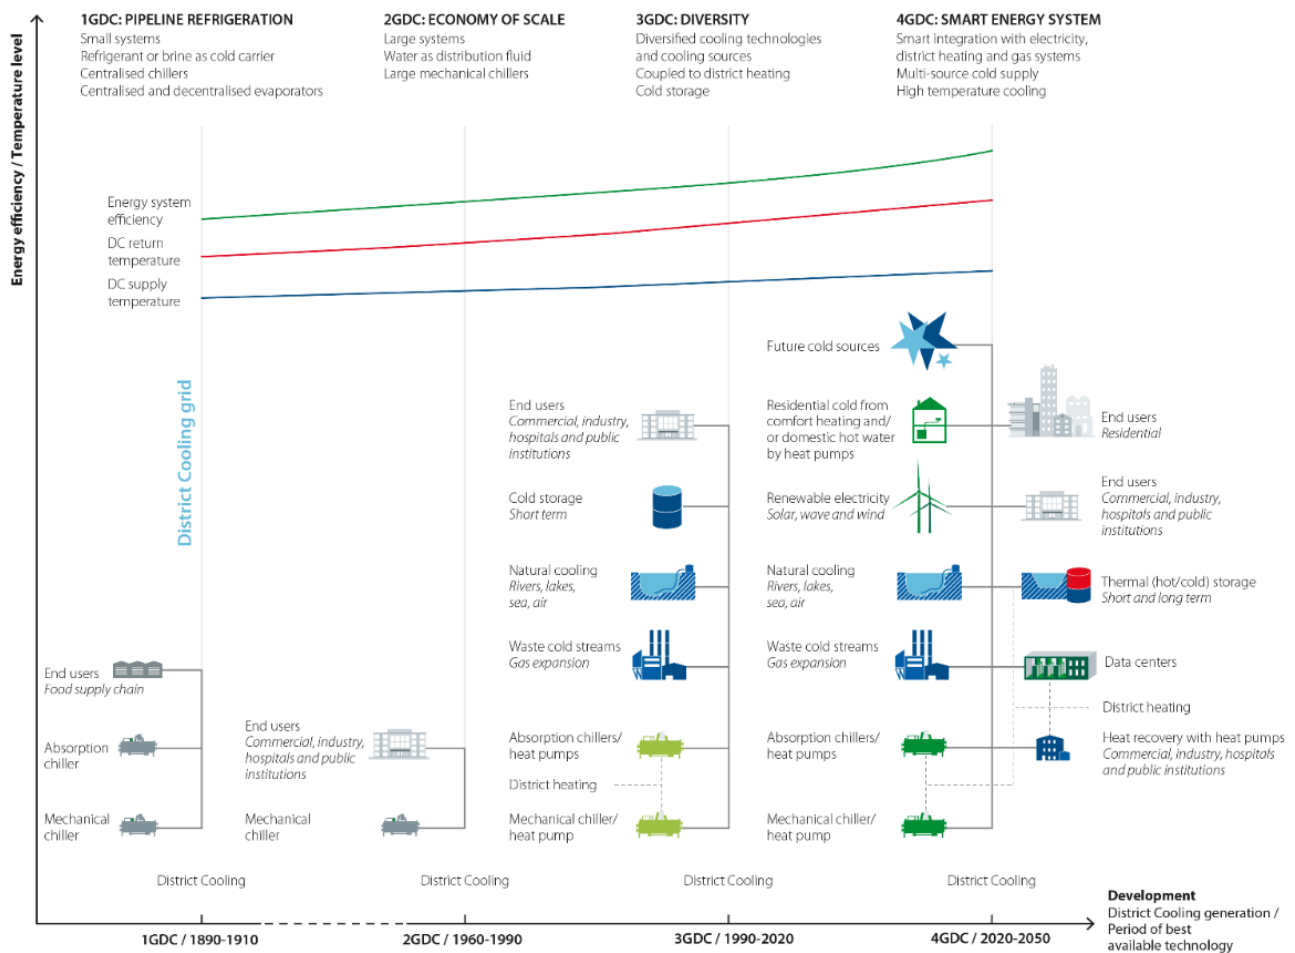 1GDC: PIPELINE REFRIGERATION
Small systems
Refrigerant or brine as cold carrier
Centralised chillers
Centralised and decentralised evaporators
2GDC: ECONOMY OF SCALE
Large systems
Water as distribution fluid
Large mechanical chillers
3GDC: DIVERSITY
Diversified cooling technologies
and cooling sources
Coupled to district heating
Cold storage
4GDC: SMART ENERGY SYSTEM
Smart integration with electricity,
district heating and gas systems
Multi-source cold supply
High temperature cooling
Energy efficiency / Temperature level
Energy system
efficiency
DC return
temperature
DC supply
temperature
District Cooling grid
End users
Food supply chain
Absorption
chiller
Mechanical
chiller
End users
Commercial, industry,
hospitals and public
institutions
Mechanical
chiller
End users
Commercial, industry,
hospitals and public
institutions
Cold storage
Short term
Natural cooling
Rivers, lakes,
sea, air
Waste cold streams
Gas expansion
Absorption chillers/
heat pumps
District heating
Mechanical chiller/
heat pump
Future cold sources
Residential cold from
comfort heating and/
or domestic hot water
by heat pumps
Renewable electricity
Solar, wave and wind
Natural cooling
Rivers, lakes,
sea, air
Waste cold streams
Gas expansion
Absorption chillers/
heat pumps
Mechanical chiller/
heat pump
End users
Residential
End users
Commercial, industry,
hospitals and public
institutions
Thermal (hot/cold) storage
Short and long term
Data centers
District heating
Heat recovery with heat pumps
Commercial, industry, hospitals
and public institutions
District Cooling
District Cooling
District Cooling
District Cooling
1GDC / 1890-1910
2GDC / 1960-1990
3GDC / 1990-2020
4GDC / 2020-2050
Development
District Cooling generation /
Period of best
available technology